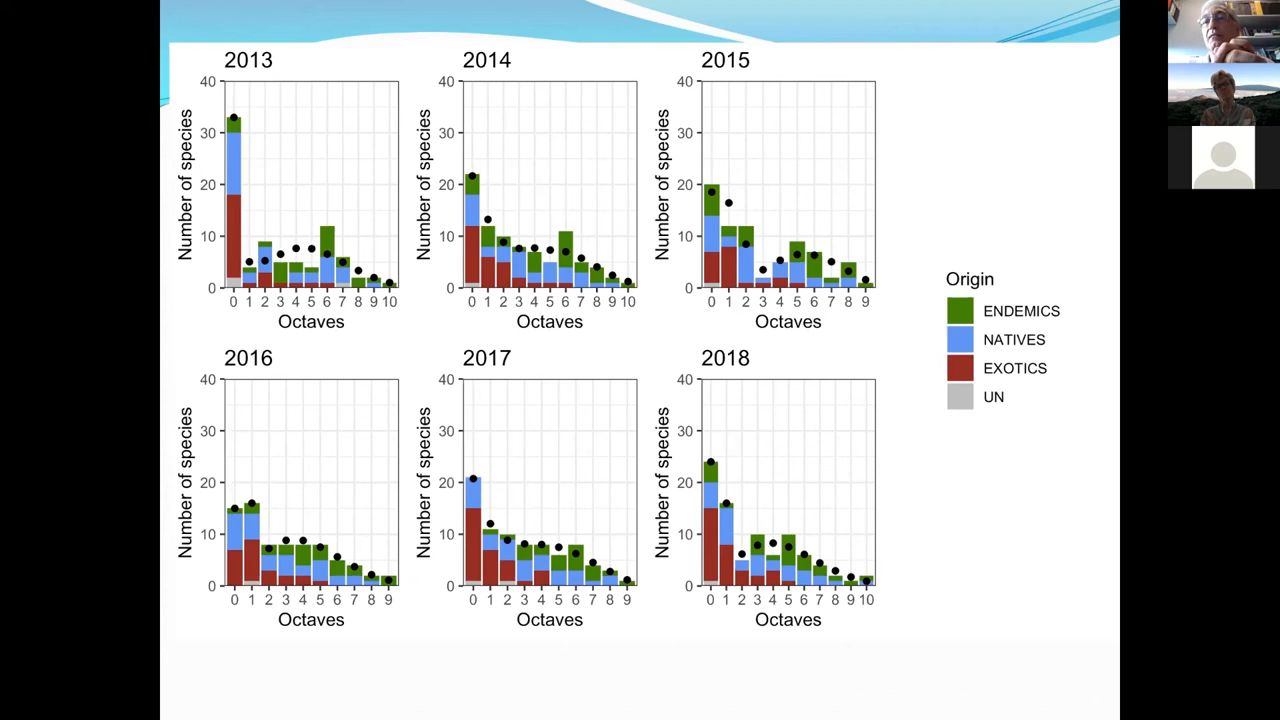 2013 2014 2015
40 40 40
30 30 30
20 20 20
10 10 10
0 0 0
Number of species Number of species Number of species
0 1 2 3 4 5 6 7 8 9 10 0 1 2 3 4 5 6 7 8 9 10 0 1 2 3 4 5 6 7 8 9
Octaves Octaves Octaves
Origin
ENDEMICS
NATIVES
EXOTICS
UN
2016 2017 2018
40 40 40
30 30 30
20 20 20
10 10 10
0 0 0
Number of species Number of species Number of species
0 1 2 3 4 5 6 7 8 9 0 1 2 3 4 5 6 7 8 9 0 1 2 3 4 5 6 7 8 9 10
Octaves Octaves Octaves